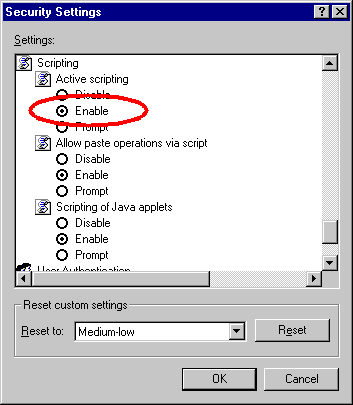 Security Settings
Settings:
Scripting
Active scripting
Disable
Enable
Prompt
Allow paste operations via script
Disable
Enable
Prompt
Scripting of Java applets
Disable
Enable
Prompt
User Authentication
Reset custom settings
Reset to: Medium-low Reset
OK Cancel